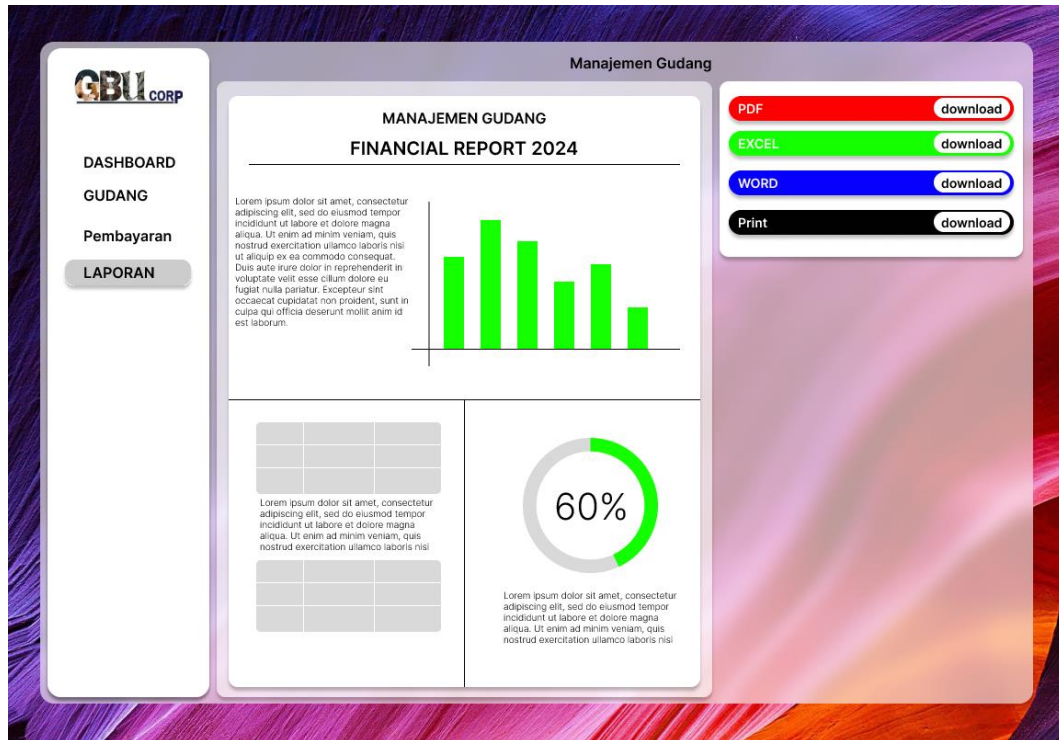 Manajemen Gudang
GBU CORP
DASHBOARD
GUDANG
Pembayaran
LAPORAN
MANAJEMEN GUDANG
FINANCIAL REPORT 2024
Lorem ipsum dolor sit amet, consectetur
adipiscing elit, sed do eiusmod tempor
incididunt ut labore et dolore magna
aliqua. Ut enim ad minim veniam, quis
nostrud exercitation ullamco laboris nisi
ut aliquip ex ea commodo consequat.
Duis aute irure dolor in reprehenderit in
voluptate velit esse cillum dolore eu
fugiat nulla pariatur. Excepteur sint
occaecat cupidatat non proident, sunt in
culpa qui officia deserunt mollit anim id
est laborum.
Lorem ipsum dolor sit amet, consectetur
adipiscing elit, sed do eiusmod tempor
incididunt ut labore et dolore magna
aliqua. Ut enim ad minim veniam, quis
nostrud exercitation ullamco laboris nisi
60%
Lorem ipsum dolor sit amet, consectetur
adipiscing elit, sed do eiusmod tempor
incididunt ut labore et dolore magna
aliqua. Ut enim ad minim veniam, quis
nostrud exercitation ullamco laboris nisi
PDF download
EXCEL download
WORD download
Print download